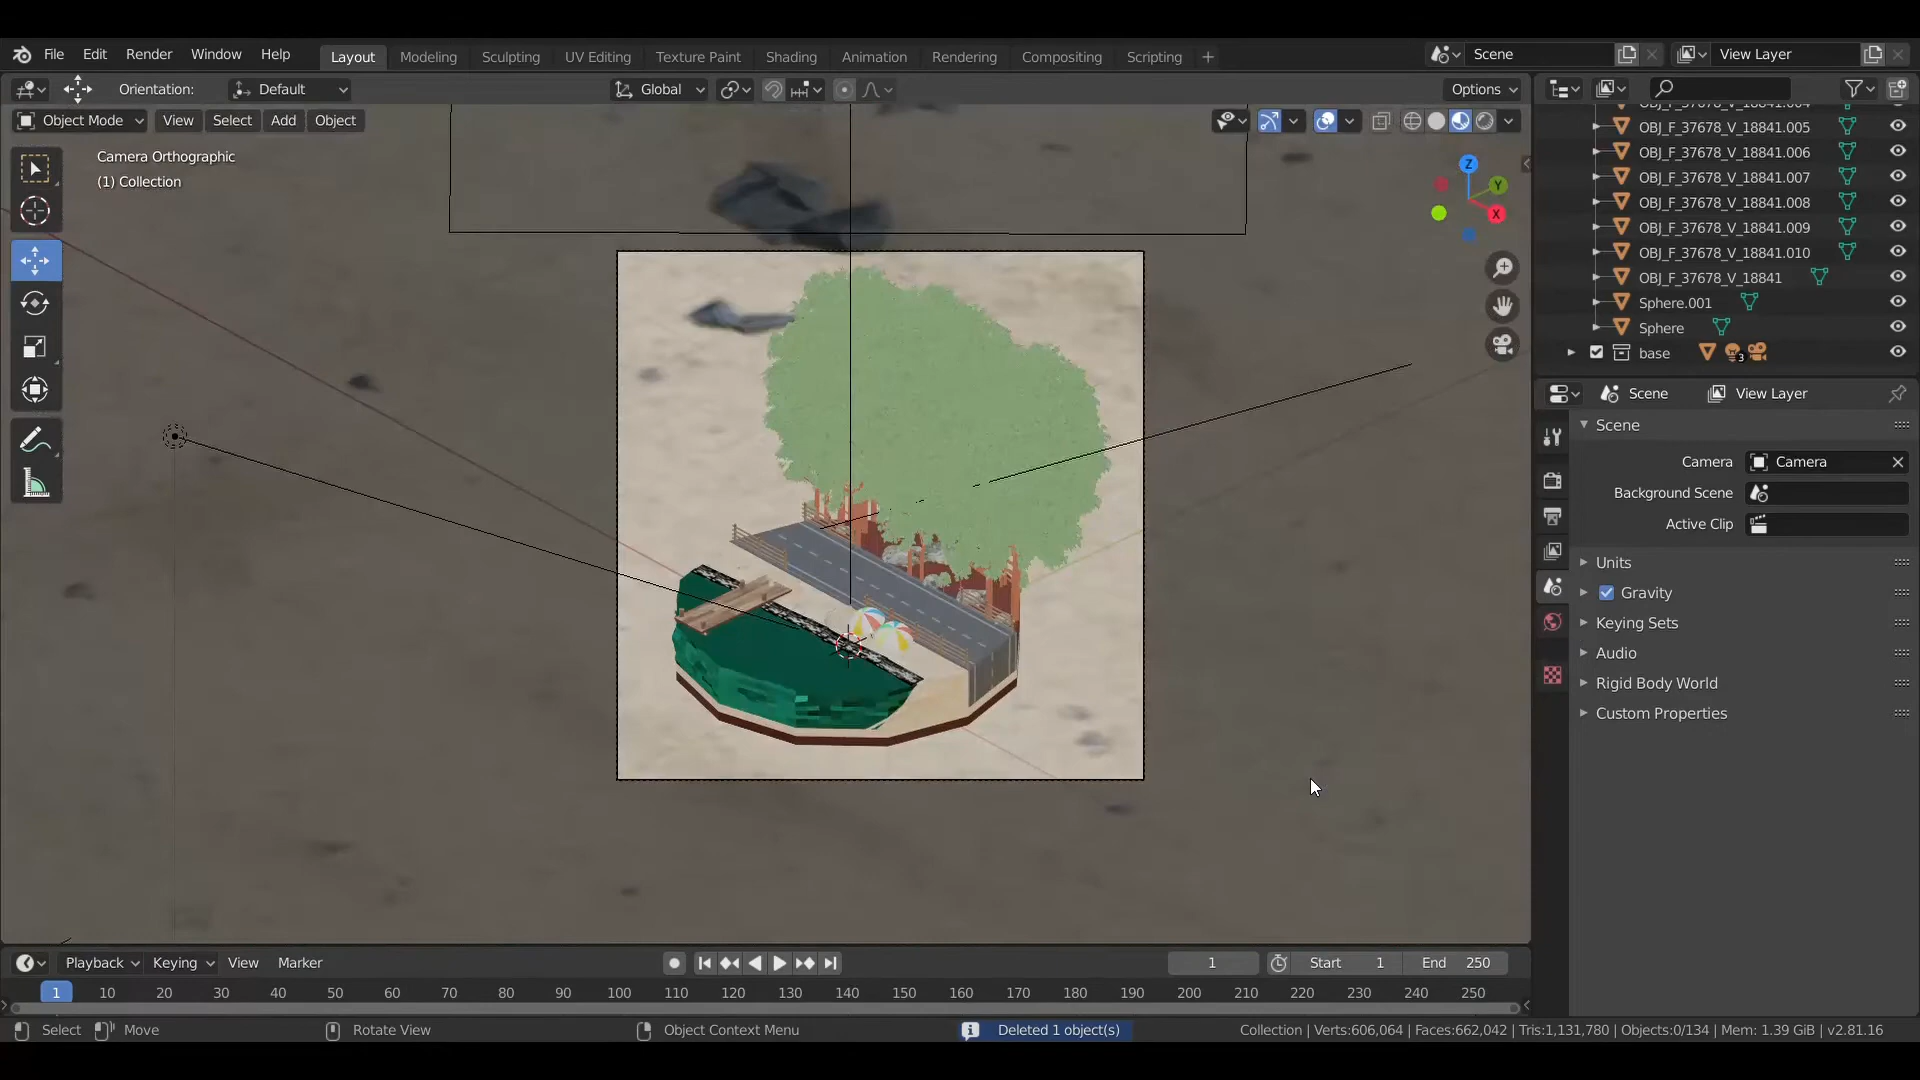 File Edit Render Window Help Layout Modeling Sculpting UV Editing Texture Paint Shading Animation Rendering Compositing Scripting + Scene View Layer
Orientation: Default Global Options
Object Mode View Select Add Object
Camera Orthographic
(1) Collection
Z
Y
X
OBJ_F_37678_V_18841.004
OBJ_F_37678_V_18841.005
OBJ_F_37678_V_18841.006
OBJ_F_37678_V_18841.007
OBJ_F_37678_V_18841.008
OBJ_F_37678_V_18841.009
OBJ_F_37678_V_18841.010
OBJ_F_37678_V_18841
Sphere.001
Sphere
base 3
Scene View Layer
Scene
Camera Camera
Background Scene
Active Clip
Units
Gravity
Keying Sets
Audio
Rigid Body World
Custom Properties
Playback Keying View Marker 1 Start 1 End 250
1 10 20 30 40 50 60 70 80 90 100 110 120 130 140 150 160 170 180 190 200 210 220 230 240 250
Select Move Rotate View Object Context Menu Deleted 1 object(s) Collection | Verts:606,064 | Faces:662,042 | Tris:1,131,780 | Objects:0/134 | Mem: 1.39 GiB | v2.81.16